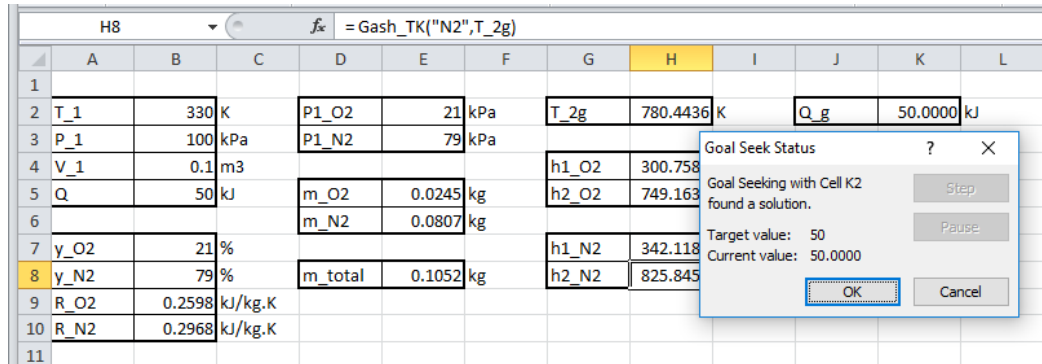 H8 fx =Gash_TK("N2",T_2g)
A B C D E F G H I J K L
1
2 T_1 330 K P1_O2 21 kPa T_2g 780.4436 K Q_g 50.0000 kJ
3 P_1 100 kPa P1_N2 79 kPa
4 V_1 0.1 m3 h1_O2 300.758
5 Q 50 kJ m_O2 0.0245 kg h2_O2 749.163
6 m_N2 0.0807 kg
7 y_O2 21 % h1_N2 342.118
8 y_N2 79 % m_total 0.1052 kg h2_N2 825.845
9 R_O2 0.2598 kJ/kg.K
10 R_N2 0.2968 kJ/kg.K
11
Goal Seek Status ?
Goal Seeking with Cell K2
found a solution.
Step
Target value: 50
Pause
Current value: 50.0000
OK Cancel